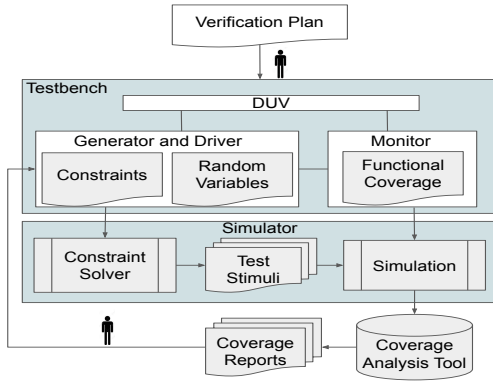 Verification Plan
Testbench
DUV
Generator and Driver
Monitor
Constraints
Random
Variables
Functional
Coverage
Simulator
Constraint
Solver
Test
Stimuli
Simulation
Coverage
Reports
Coverage
Analysis Tool